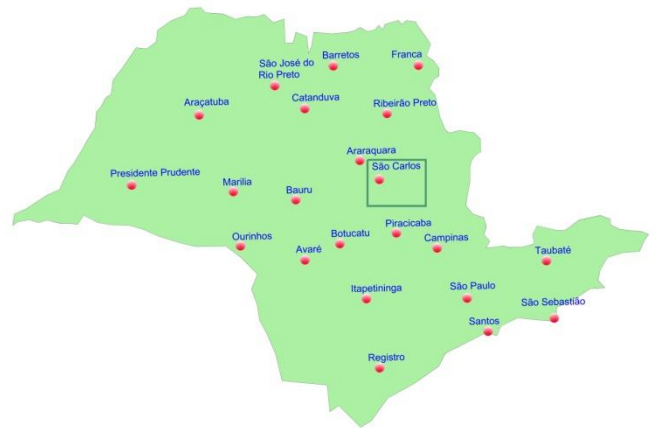 Barretos
Franca
São José do
Rio Preto
Catanduva
Araçatuba
Ribeirão Preto
Araraquara
São Carlos
Presidente Prudente
Marilia
Bauru
Piracicaba
Botucatu
Ourinhos
Avaré
Campinas
Taubaté
Itapetininga
São Paulo
São Sebastião
Santos
Registro